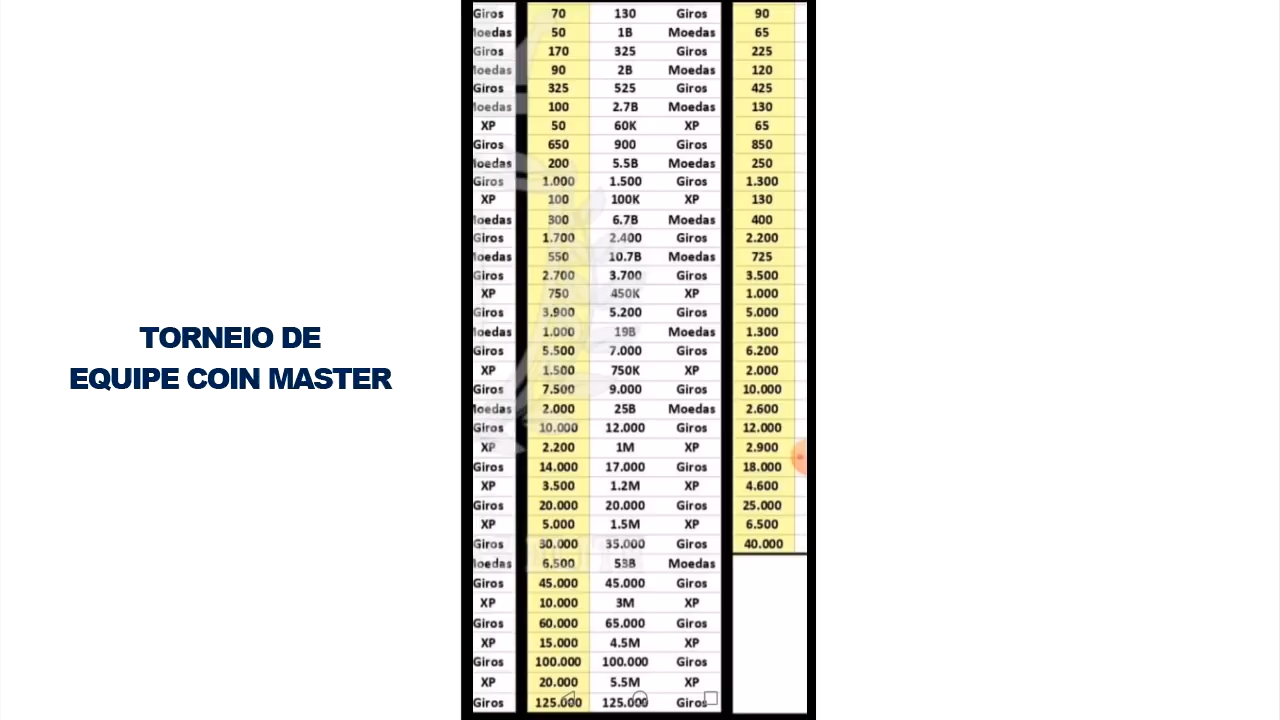 TORNEIO DE
EQUIPE COIN MASTER
Giros 70 130 Giros 90
Moedas 50 1B Moedas 65
Giros 170 325 Giros 225
Moedas 90 2B Moedas 120
Giros 325 525 Giros 425
Moedas 100 2.7B Moedas 130
XP 50 60K XP 65
Giros 650 900 Giros 850
Moedas 200 5.5B Moedas 250
Giros 1.000 1.500 Giros 1.300
XP 100 100K XP 130
Moedas 300 6.7B Moedas 400
Giros 1.700 2.400 Giros 2.200
Moedas 550 10.7B Moedas 725
Giros 2.700 3.700 Giros 3.500
XP 750 450K XP 1.000
Giros 3.900 5.200 Giros 5.000
Moedas 1.000 19B Moedas 1.300
Giros 5.500 7.000 Giros 6.200
XP 1.500 750K XP 2.000
Giros 7.500 9.000 Giros 10.000
Moedas 2.000 25B Moedas 2.600
Giros 10.000 12.000 Giros 12.000
XP 2.200 1M XP 2.900
Giros 14.000 17.000 Giros 18.000
XP 3.500 1.2M XP 4.600
Giros 20.000 20.000 Giros 25.000
XP 5.000 1.5M XP 6.500
Giros 30.000 35.000 Giros 40.000
Moedas 6.500 53B Moedas
Giros 45.000 45.000 Giros
XP 10.000 3M XP
Giros 60.000 65.000 Giros
XP 15.000 4.5M XP
Giros 100.000 100.000 Giros
XP 20.000 5.5M XP
Giros 125.000 125.000 Giros